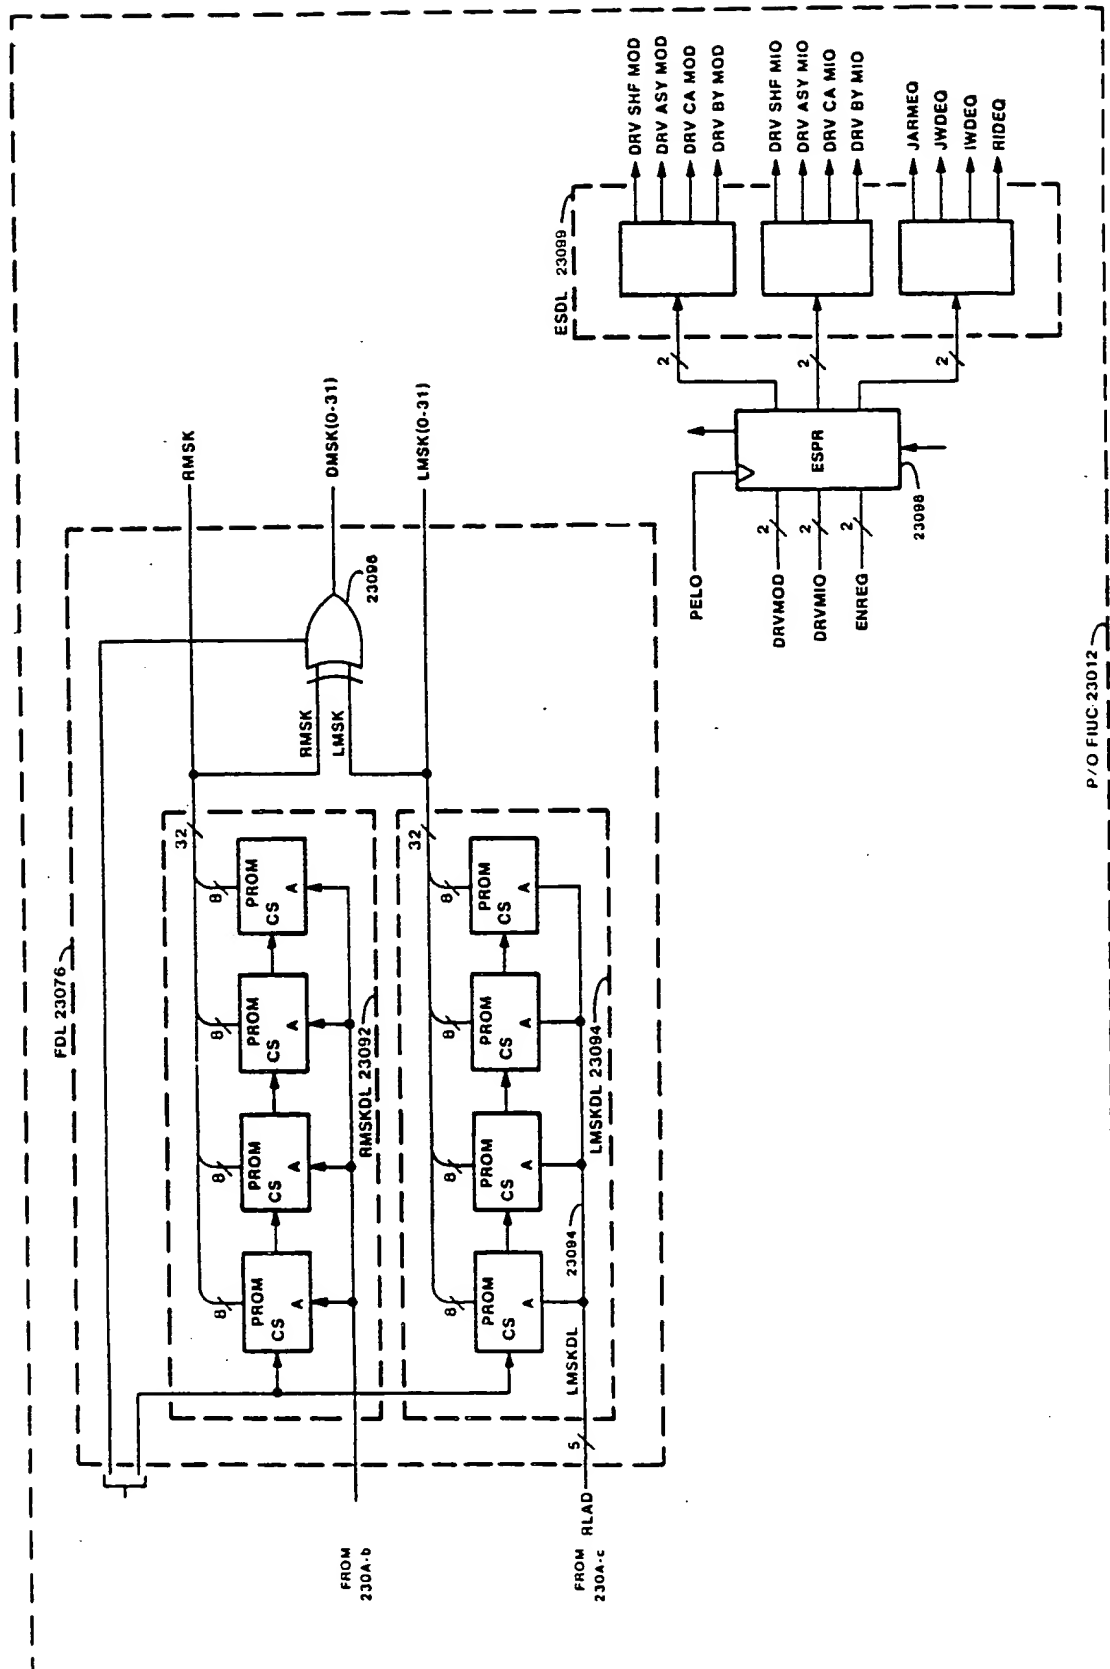 FDL 23076
RMSK
DMSK(0-31)
LMSK(0-31)
23096
RMSK
LMSK
32
8
8
8
8
PROM
CS
A
PROM
CS
A
PROM
CS
A
PROM
CS
A
RMSKDL 23092
32
8
8
8
8
PROM
CS
A
PROM
CS
A
PROM
CS
A
PROM
CS
A
LMSKDL
23094
LMSKDL 23094
5
FROM
230A-b
RLAD
FROM
230A-c
PELO
DRVMOD
DRVMIO
ENREG
2
2
2
ESPR
23098
2
2
2
ESDL 23099
DRV SHF MOD
DRV ASY MOD
DRV CA MOD
DRV BY MOD
DRV SHF MIO
DRV ASY MIO
DRV CA MIO
DRV BY MIO
JARMEQ
JWDEQ
IWDEQ
RIDEQ
P/O FIUC 23012